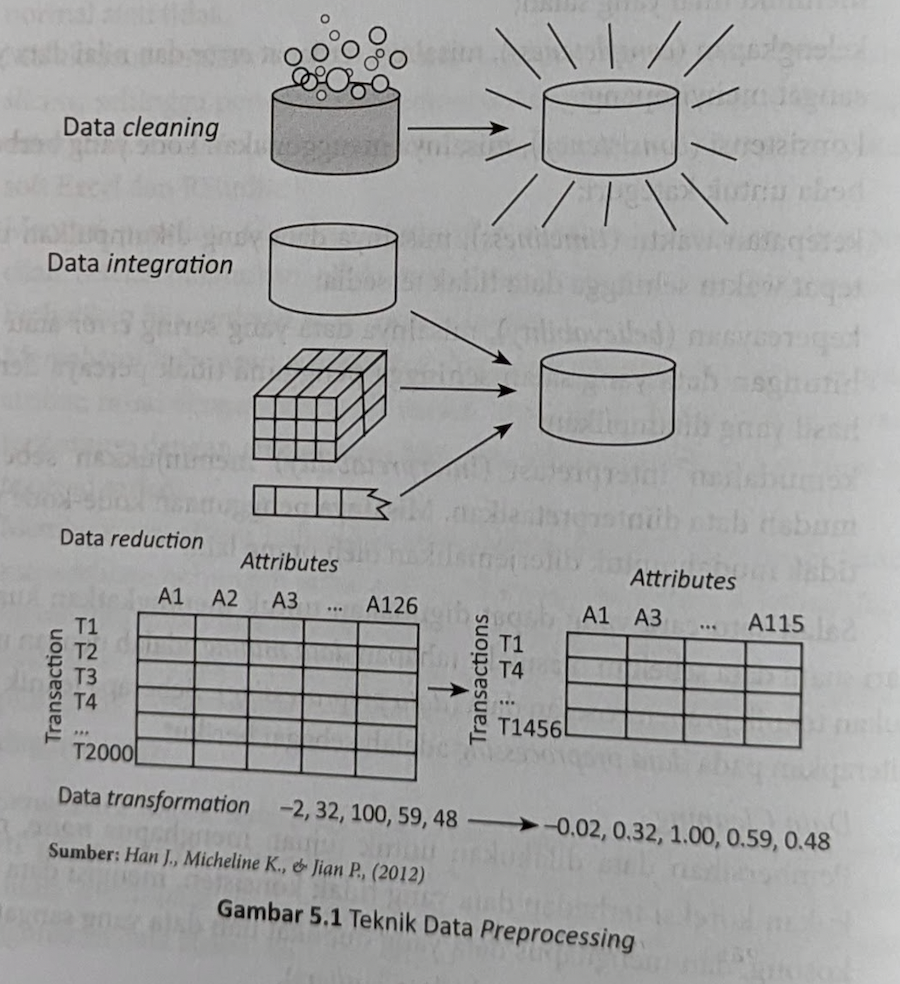 Data cleaning
Data integration
Data reduction
Attributes
A1 A2 A3 ... A126
Transaction
T1
T2
T3
T4
...
T2000
Attributes
A1 A3 ... A115
Transactions
T1
T4
...
T1456
Data transformation –2, 32, 100, 59, 48 –0.02, 0.32, 1.00, 0.59, 0.48
Sumber: Han J., Micheline K., & Jian P., (2012)
Gambar 5.1 Teknik Data Preprocessing